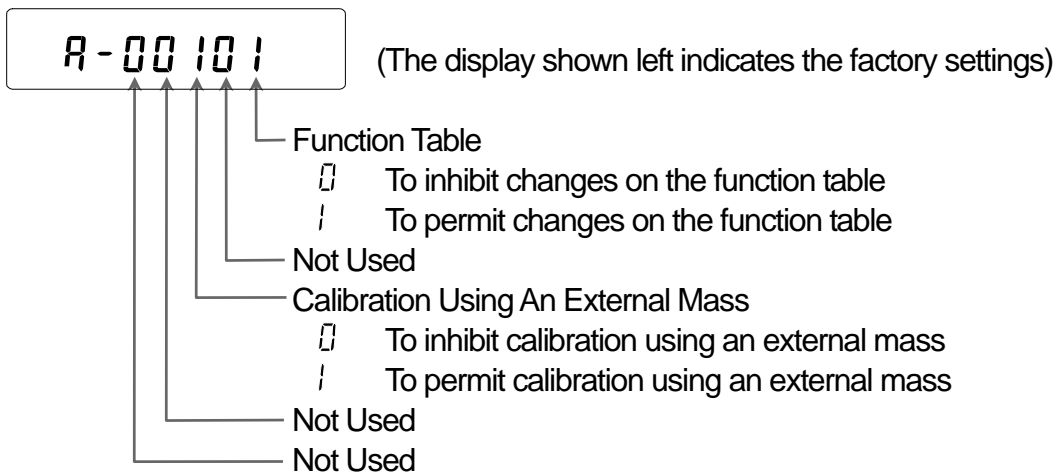 A-00101
(The display shown left indicates the factory settings)
Function Table
0 To inhibit changes on the function table
1 To permit changes on the function table
Not Used
Calibration Using An External Mass
0 To inhibit calibration using an external mass
1 To permit calibration using an external mass
Not Used
Not Used